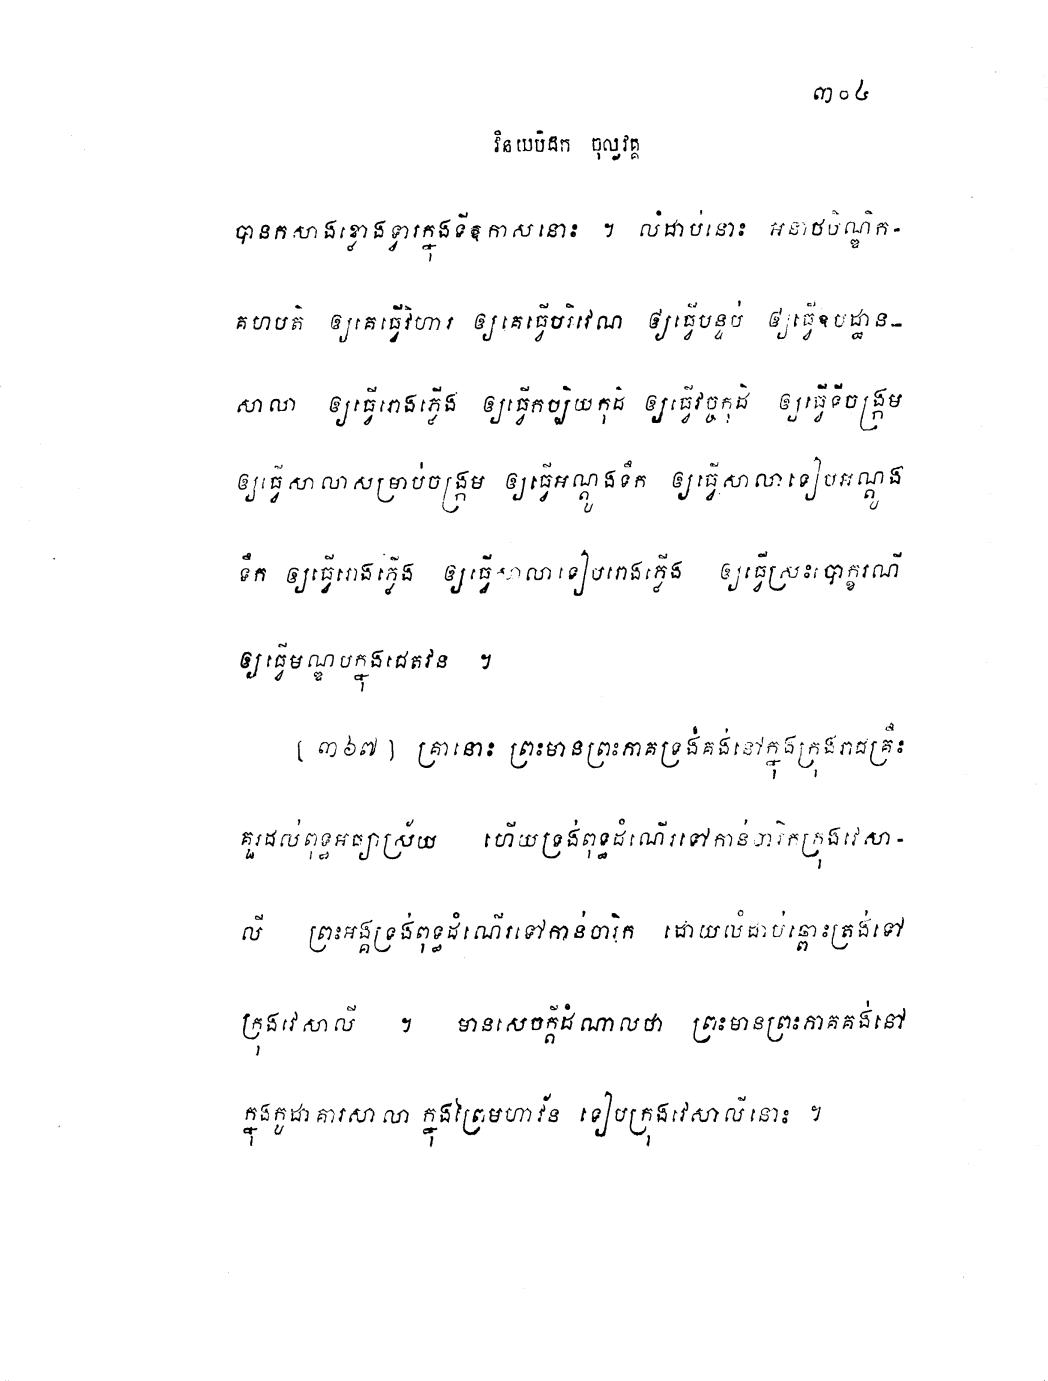 ៣០៤
វិនយបិដក ចុល្លវគ្គ
បានកសាងខ្លោងទ្វារក្នុងទីឱកាសនោះ ។ លំដាប់នោះ អនាថបិណ្ឌិក-
គហបតិ ឲ្យគេធ្វើវិហារ ឲ្យគេធ្វើបរិវេណ ឲ្យធ្វើបន្ទប់ ឲ្យធ្វើឧបដ្ឋាន-
សាលា ឲ្យធ្វើរោងភ្លើង ឲ្យធ្វើកប្បិយកុដិ ឲ្យធ្វើវច្ចកុដិ ឲ្យធ្វើទីចង្ក្រម
ឲ្យធ្វើសាលាសម្រាប់ចង្ក្រម ឲ្យធ្វើអណ្តូងទឹក ឲ្យធ្វើសាលាទៀបអណ្តូង
ទឹក ឲ្យធ្វើរោងភ្លើង ឲ្យធ្វើសាលាទៀបរោងភ្លើង ឲ្យធ្វើស្រះបោក្ខរណី
ឲ្យធ្វើមណ្ឌបក្នុងជេតវន ។
[៣៦៧] គ្រានោះ ព្រះមានព្រះភាគទ្រង់គង់នៅក្នុងក្រុងរាជគ្រឹះ
គួរដល់ពុទ្ធអធ្យាស្រ័យ ហើយទ្រង់ពុទ្ធដំណើរទៅកាន់ចារិកក្រុងវេសា-
លី ព្រះអង្គទ្រង់ពុទ្ធដំណើរទៅកាន់ចារិក ដោយលំដាប់ឆ្ពោះត្រង់ទៅ
ក្រុងវេសាលី ។ មានសេចក្តីដំណាលថា ព្រះមានព្រះភាគគង់នៅ
ក្នុងកូដាគារសាលា ក្នុងព្រៃមហាវ័ន ទៀបក្រុងវេសាលីនោះ ។